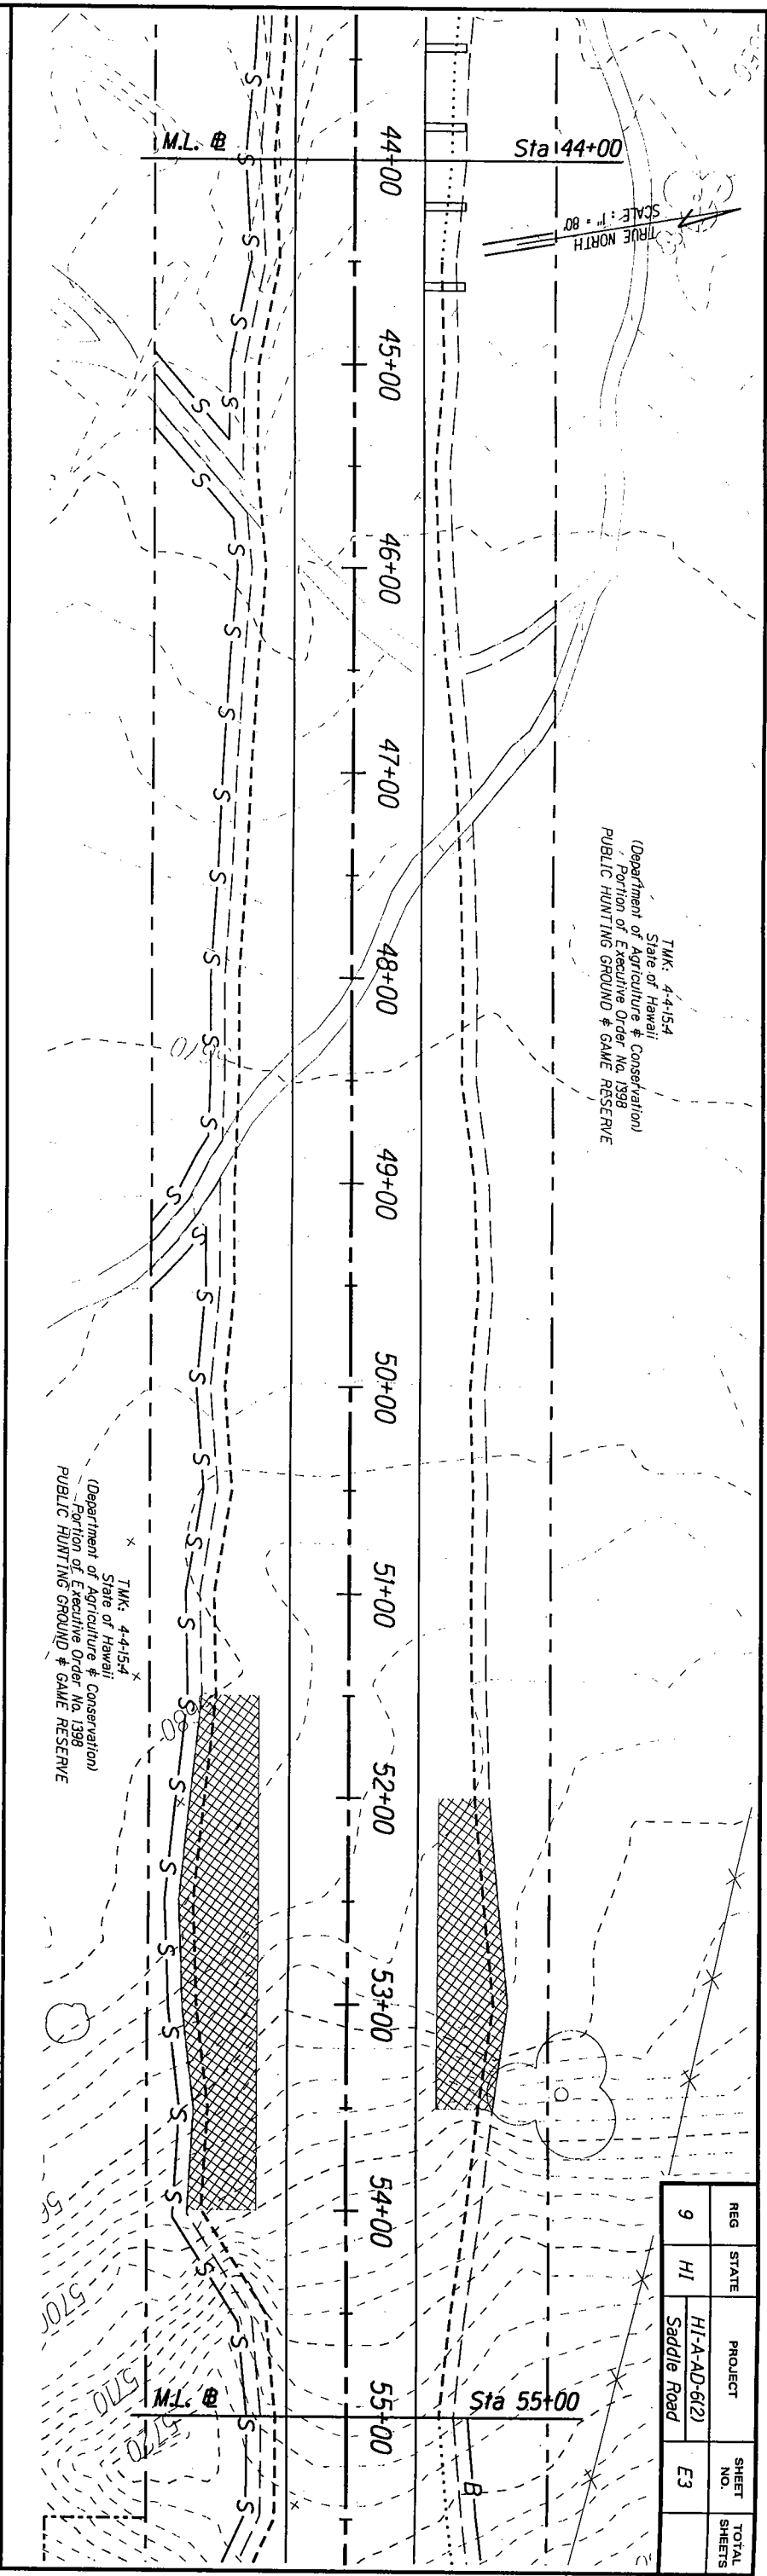 REG
STATE
PROJECT
SHEET NO.
TOTAL SHEETS
9
HI
HI-A-AD-6(2)
Saddle Road
E3
TRUE NORTH
SCALE : 1" = 80'
Sta 44+00
M.L. ⅊
44+00
45+00
46+00
47+00
48+00
49+00
50+00
51+00
52+00
53+00
54+00
55+00
Sta 55+00
M.L. ⅊
TMK: 4-4-15:4
State of Hawaii
(Department of Agriculture & Conservation)
Portion of Executive Order No. 1398
PUBLIC HUNTING GROUND & GAME RESERVE
TMK: 4-4-15:4
State of Hawaii
(Department of Agriculture & Conservation)
Portion of Executive Order No. 1398
PUBLIC HUNTING GROUND & GAME RESERVE
S S S S S S S S S S S S S S S S S S S S S S S S S S S S S S
B
5710
5720